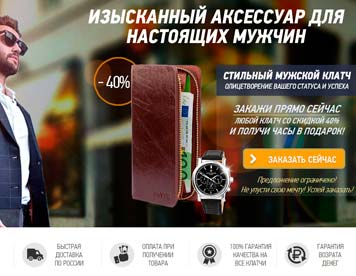 ИЗЫСКАННЫЙ АКСЕССУАР ДЛЯ
НАСТОЯЩИХ МУЖЧИН
- 40%
СТИЛЬНЫЙ МУЖСКОЙ КЛАТЧ
ОЛИЦЕТВОРЕНИЕ ВАШЕГО СТАТУСА И УСПЕХА
ЗАКАЖИ ПРЯМО СЕЙЧАС
ЛЮБОЙ КЛАТЧ СО СКИДКОЙ 40%
И ПОЛУЧИ ЧАСЫ В ПОДАРОК!
ЗАКАЗАТЬ СЕЙЧАС
Предложение ограничено!
Не упусти свою мечту! Успей заказать!
БЫСТРАЯ
ДОСТАВКА
ПО РОССИИ
ОПЛАТА ПРИ
ПОЛУЧЕНИИ
ТОВАРА
100% ГАРАНТИЯ
КАЧЕСТВА НА
ВСЕ КЛАТЧИ
ГАРАНТИЯ
ВОЗВРАТА
ДЕНЕГ